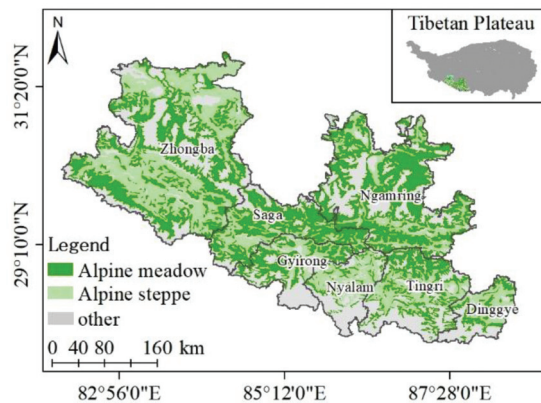 N
Tibetan Plateau
31°20'0"N
29°10'0"N
Zhongba
Ngamring
Saga
Gyirong
Nyalam
Tingri
Dinggye
Legend
Alpine meadow
Alpine steppe
other
0 40 80 160 km
82°56'0"E 85°12'0"E 87°28'0"E